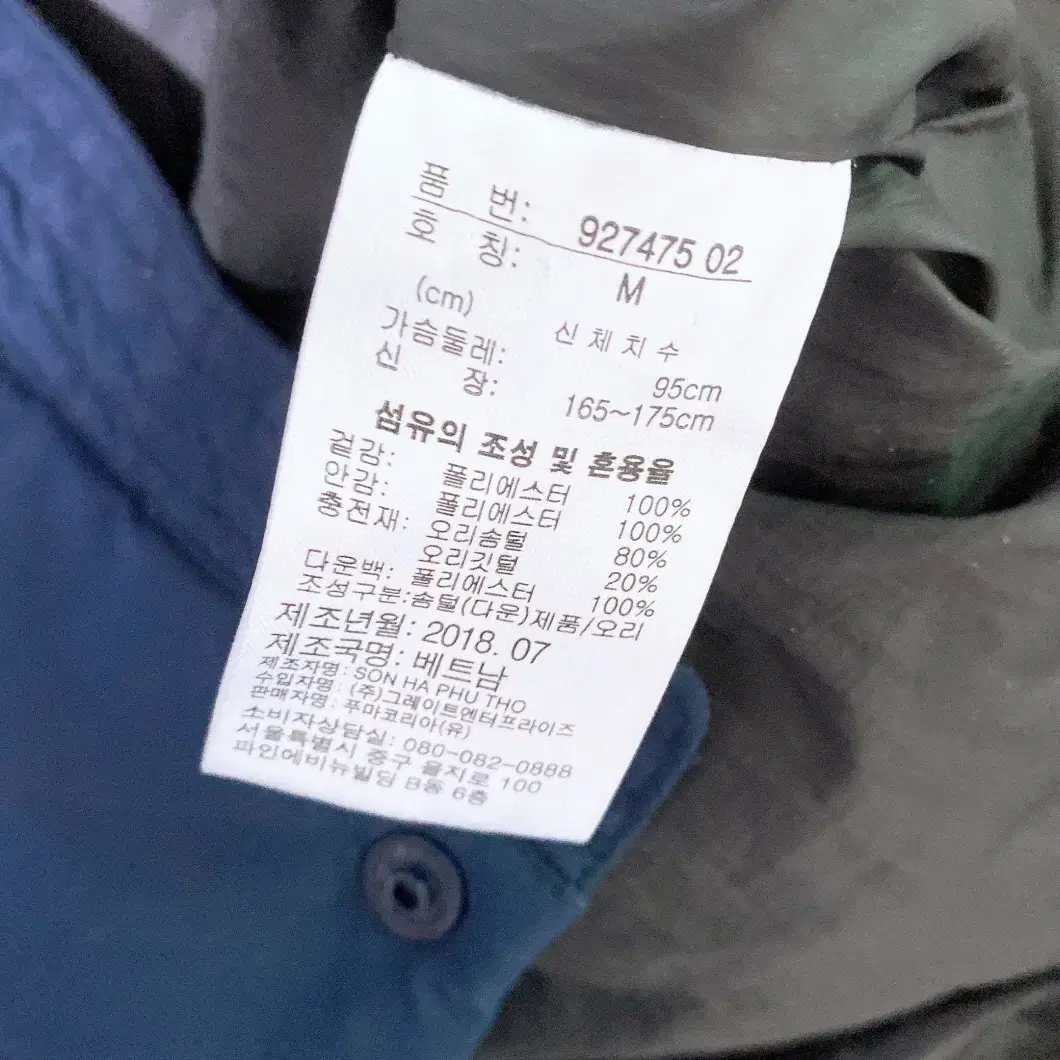 품 번: 927475 02
호 칭: M
(cm) 신 체 치 수
가슴둘레: 95cm
신 장: 165~175cm
섬유의 조성 및 혼용율
겉감: 폴리에스터 100%
안감: 폴리에스터 100%
충전재: 오리솜털 80%
오리깃털 20%
다운백: 폴리에스터 100%
조성구분:솜털(다운)제품/오리
제조년월: 2018. 07
제조국명: 베트남
제조자명: SON HA PHU THO
수입자명: (주)그레이트엔터프라이즈
판매자명: 푸마코리아(유)
소비자상담실: 080-082-0888
서울특별시 중구 을지로 100
파인에비뉴빌딩 B동 6층